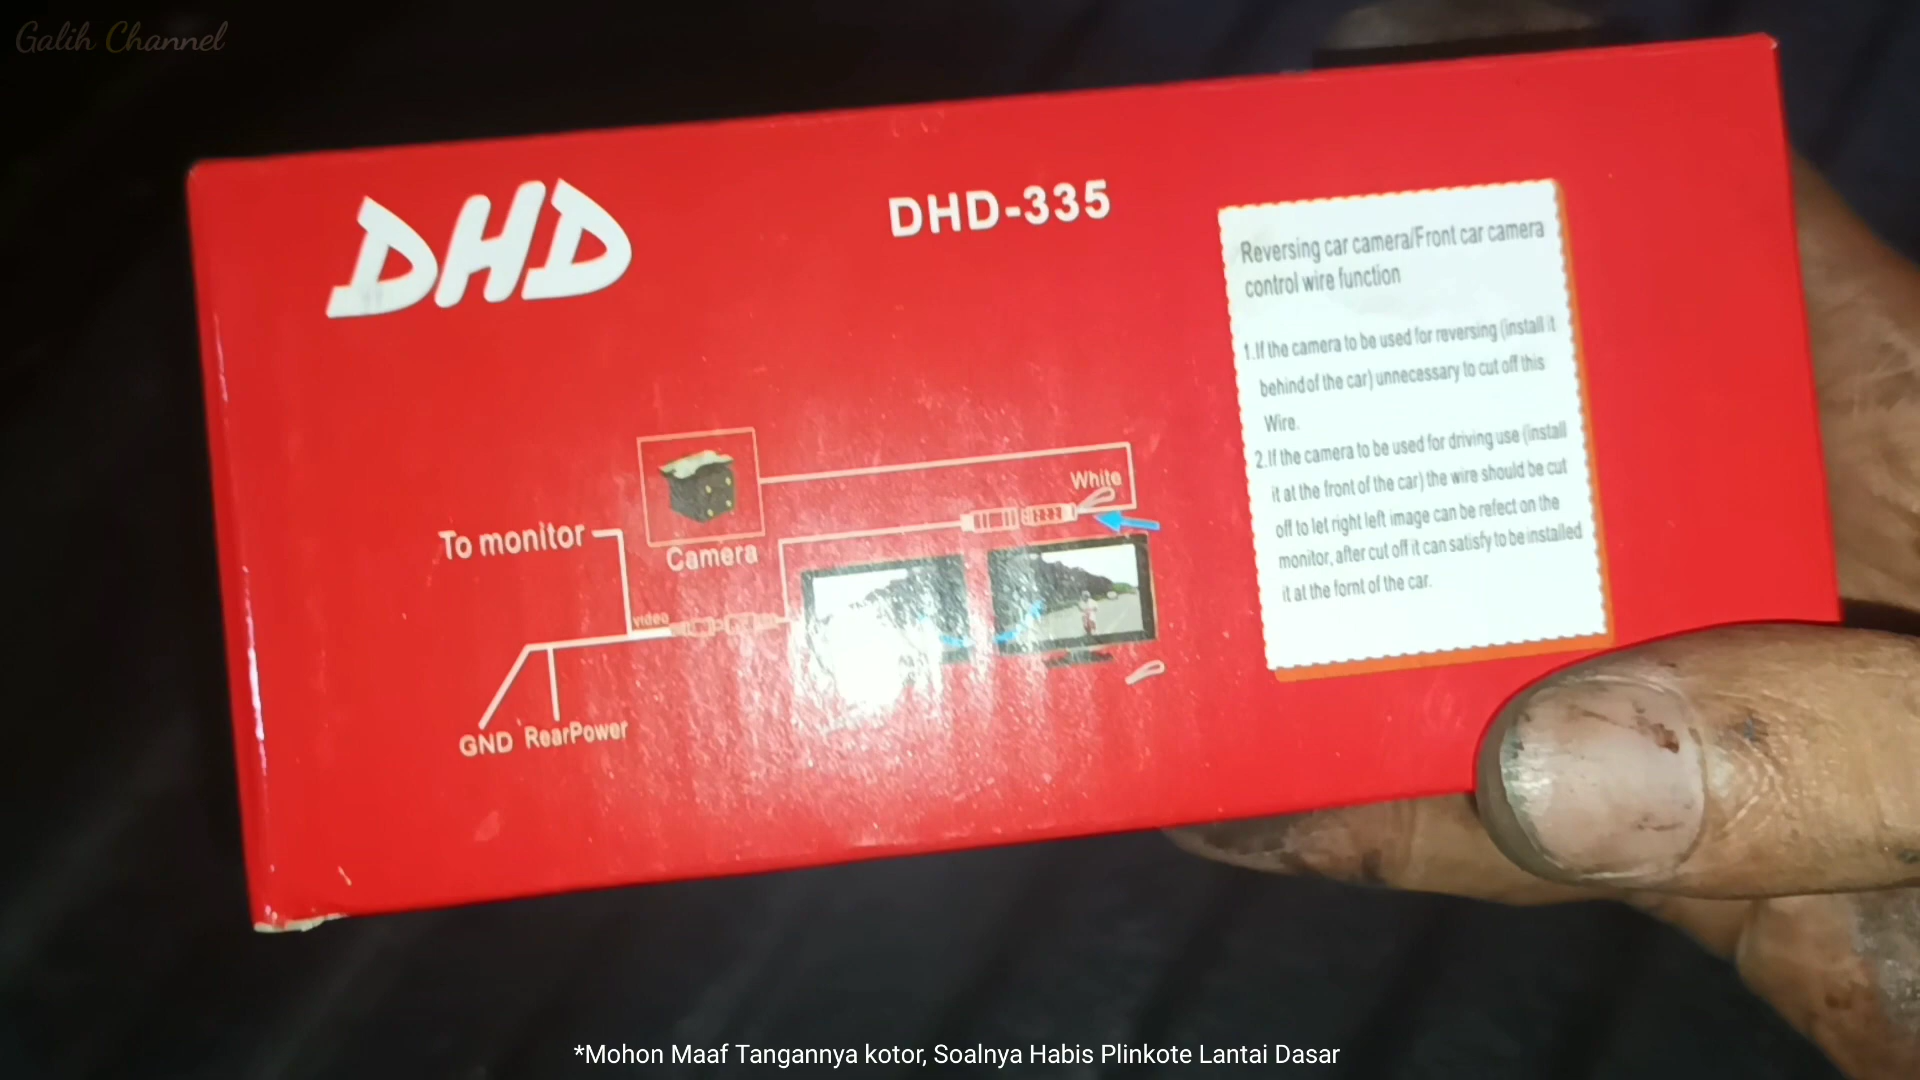 Galih Channel
DHD
DHD-335
Reversing car camera/Front car camera
control wire function
1.If the camera to be used for reversing (install it
behind of the car) unnecessary to cut off this
Wire.
2.If the camera to be used for driving use (install
it at the front of the car) the wire should be cut
off to let right left image can be refect on the
monitor, after cut off it can satisfy to be installed
it at the fornt of the car.
White
To monitor
Camera
video
GND
RearPower
*Mohon Maaf Tangannya kotor, Soalnya Habis Plinkote Lantai Dasar